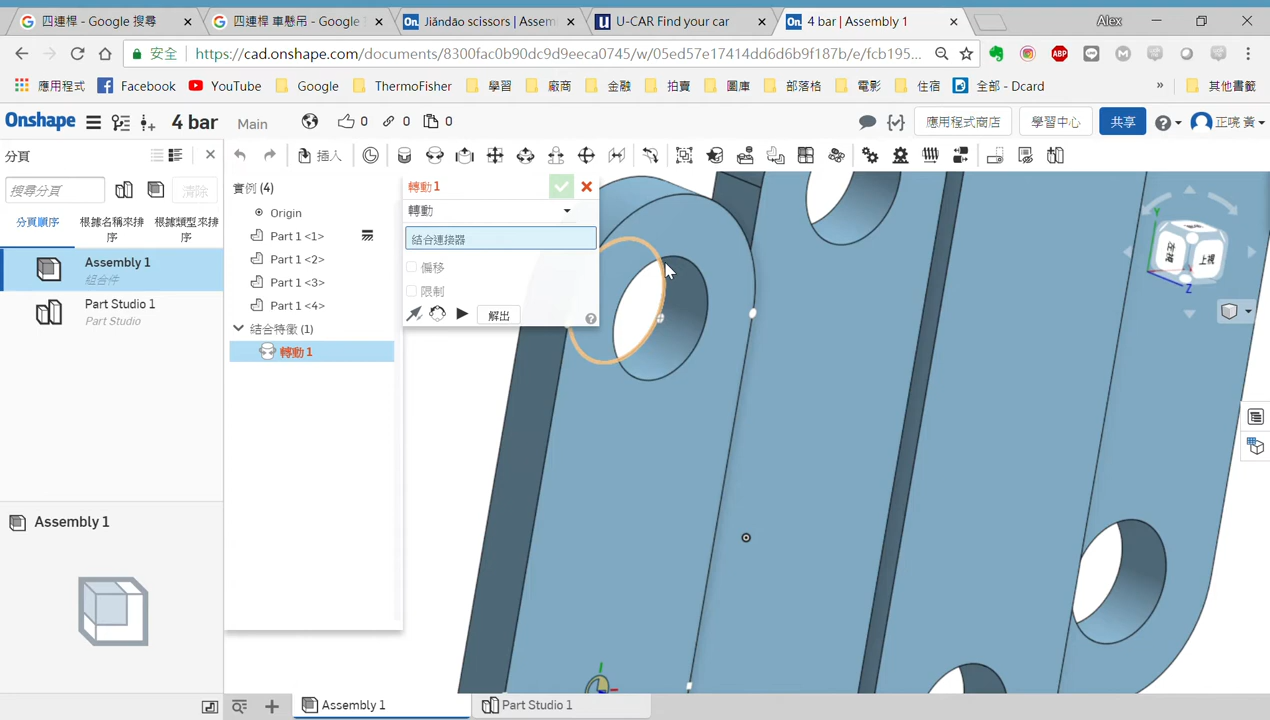 四連桿 - Google 搜尋
四連桿 車懸吊 - Google
Jiǎndāo scissors | Assem
U-CAR Find your car
4 bar | Assembly 1
Alex
安全
https://cad.onshape.com/documents/8300fac0b90dc9d9eeca0745/w/05ed57e17414dd6d6b9f187b/e/fcb195...
應用程式
Facebook
YouTube
Google
ThermoFisher
學習
廠商
金融
拍賣
圖庫
部落格
電影
住宿
全部 - Dcard
»
其他書籤
Onshape
4 bar
Main
0
0
0
應用程式商店
學習中心
共享
正喨 黃
分頁
插入
搜尋分頁
清除
分頁順序
根據名稱來排序
根據類型來排序
Assembly 1
組合件
Part Studio 1
Part Studio
Assembly 1
實例 (4)
Origin
Part 1 <1>
Part 1 <2>
Part 1 <3>
Part 1 <4>
結合特徵 (1)
轉動 1
轉動 1
轉動
結合連接器
偏移
限制
解出
Y
Z
上視
Assembly 1
Part Studio 1